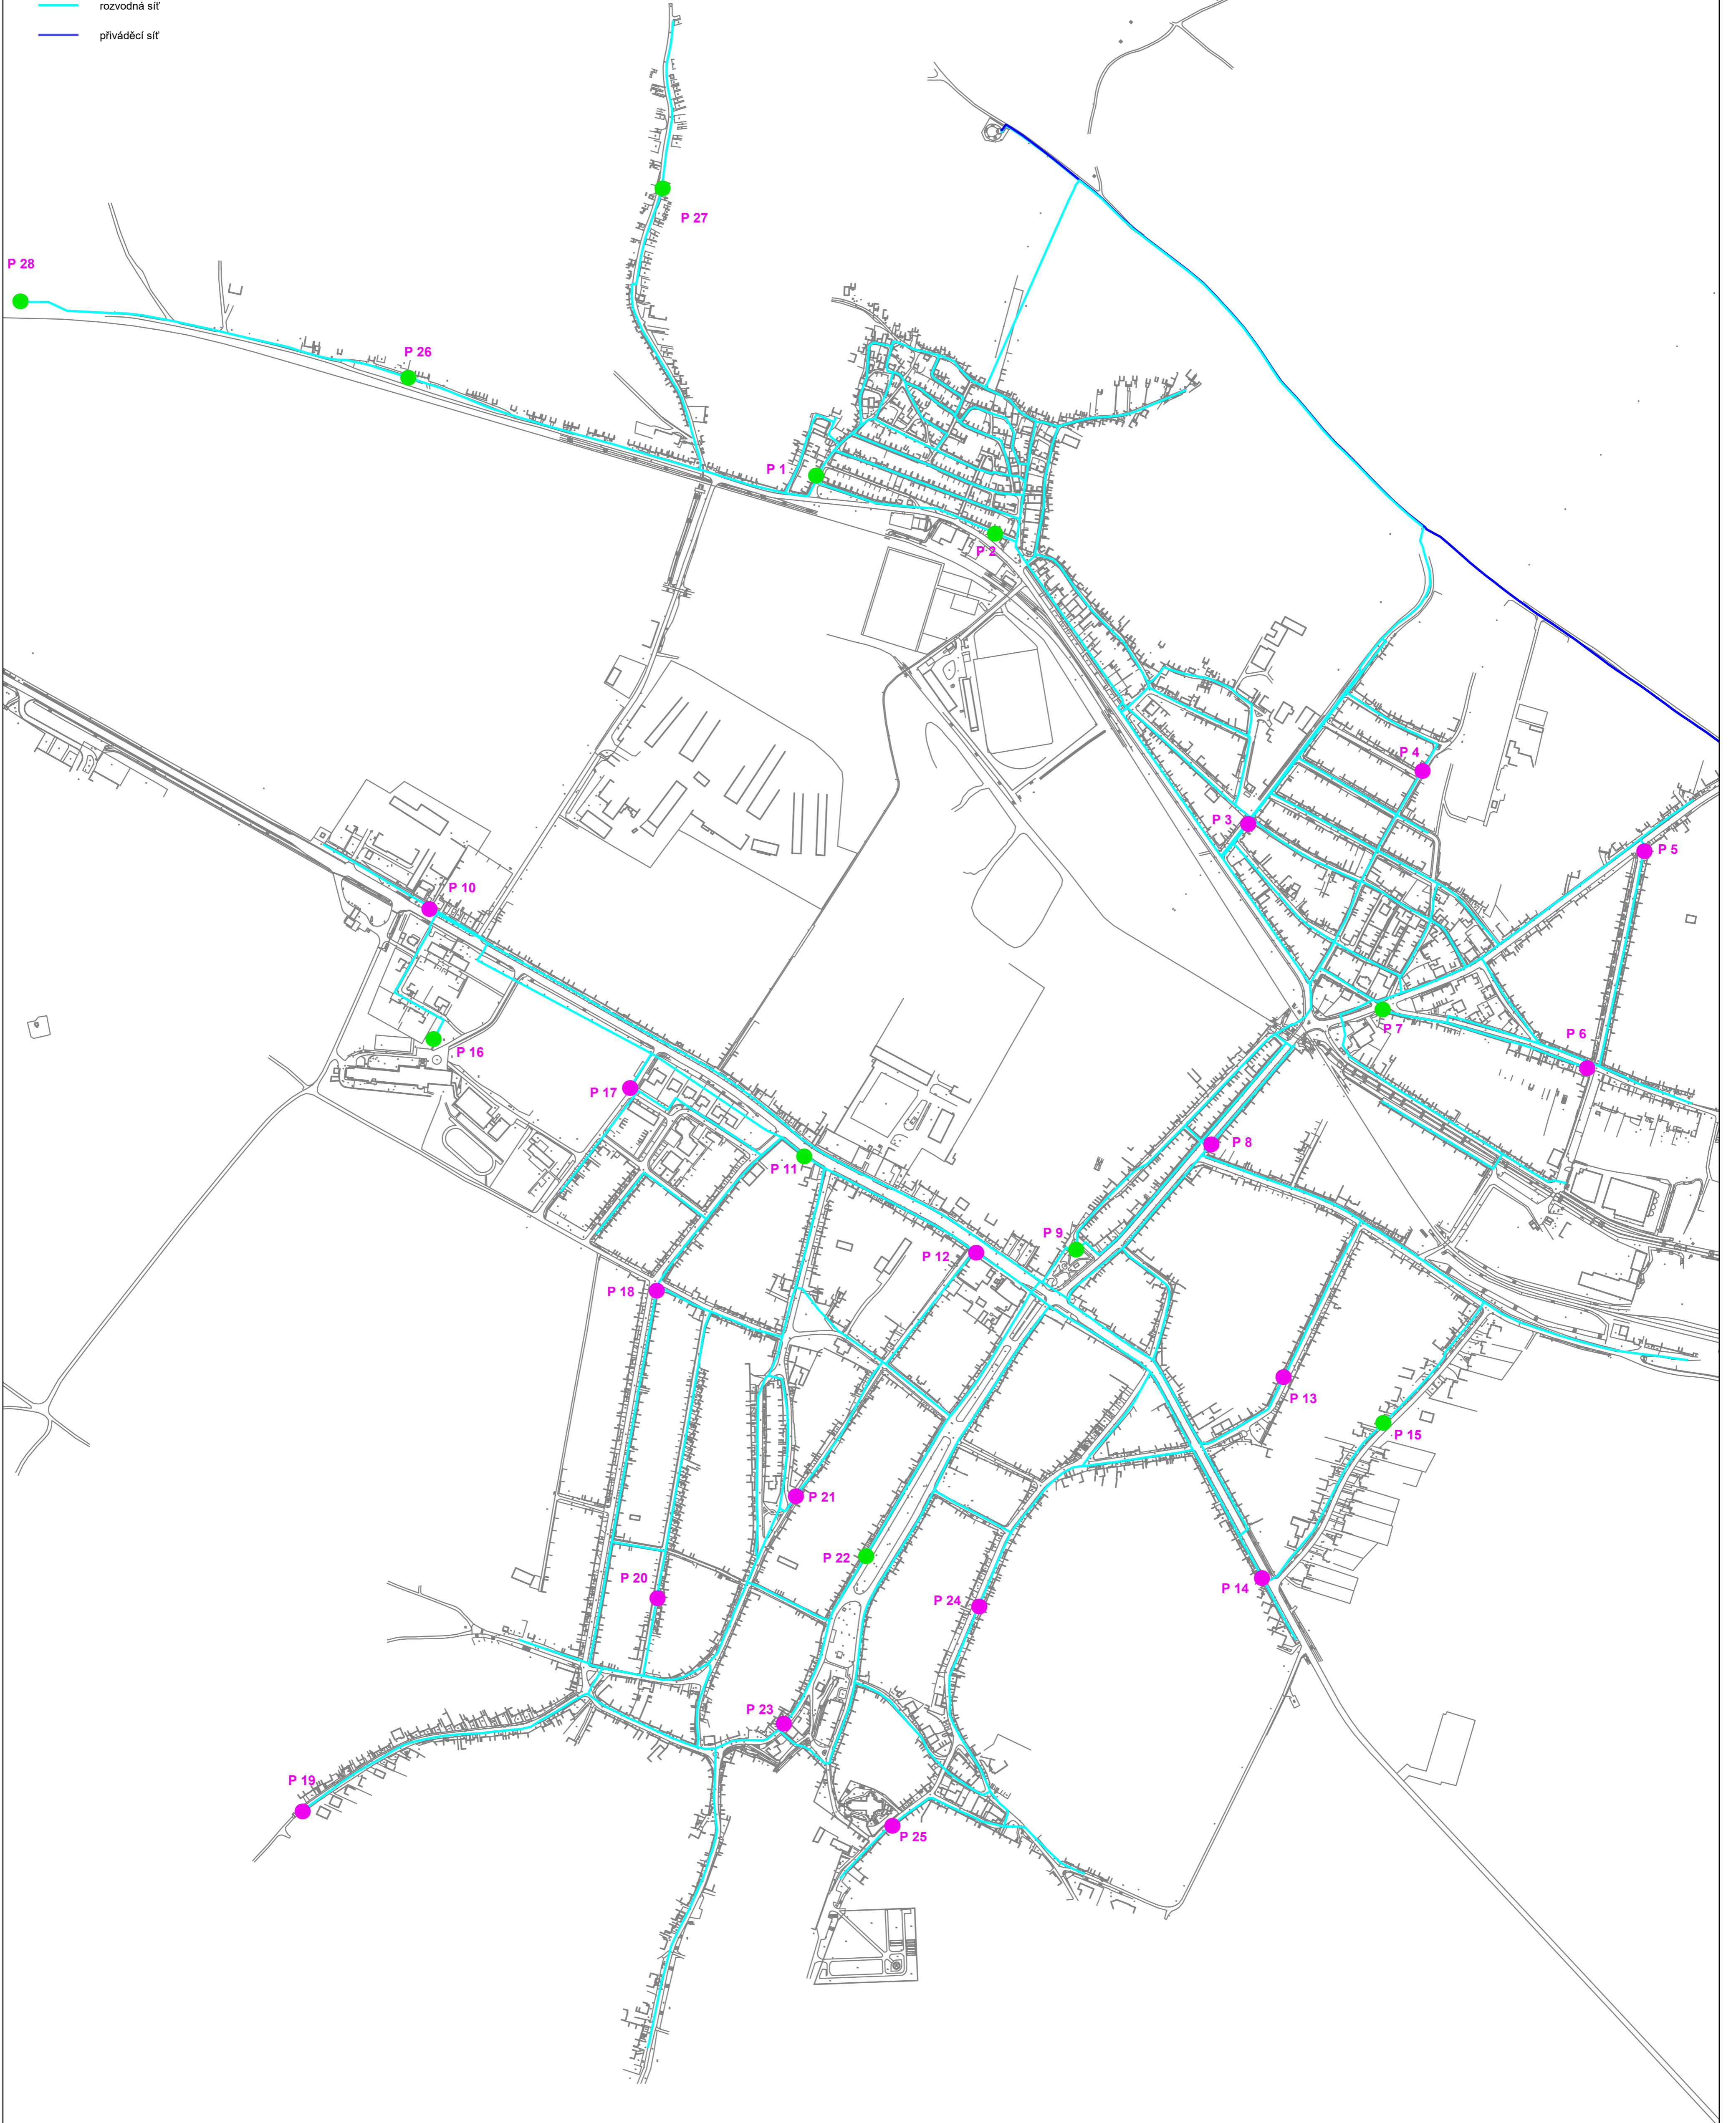 rozvodná síť
přiváděcí síť
P 27
P 28
P 26
P 1
P 2
P 4
P 3
P 5
P 10
P 7
P 6
P 16
P 17
P 8
P 11
P 9
P 12
P 18
P 13
P 15
P 21
P 22
P 20
P 14
P 24
P 23
P 19
P 25